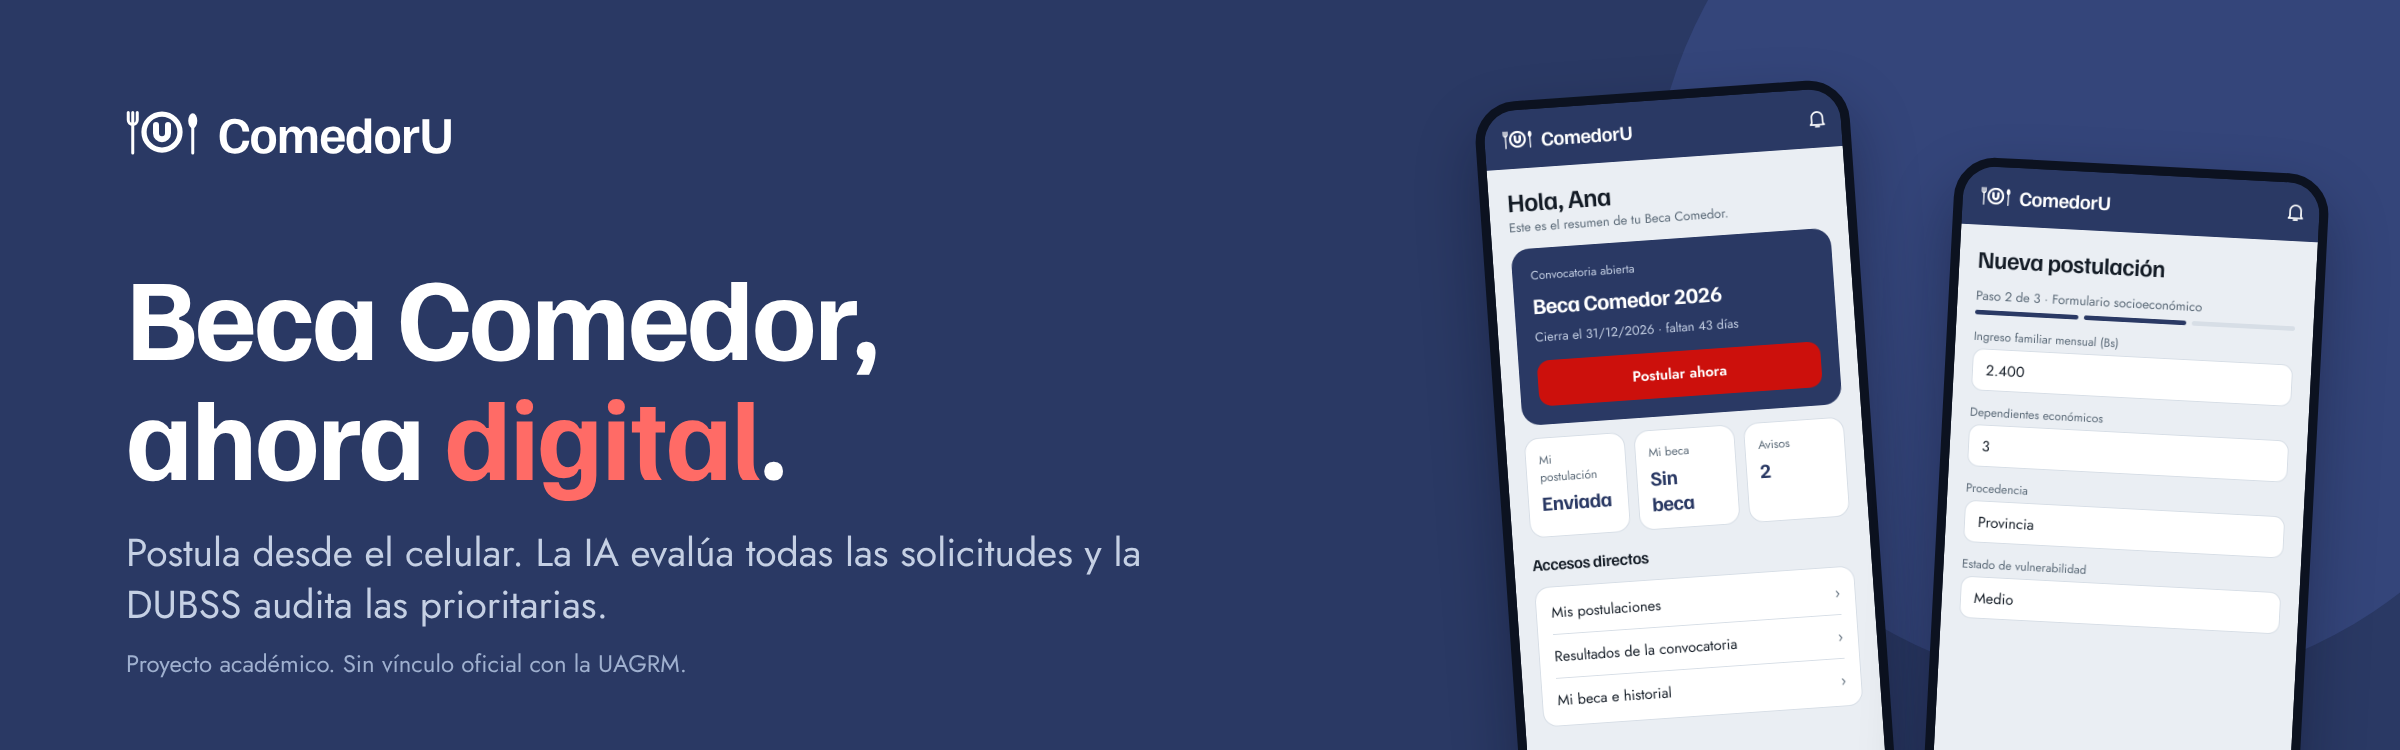 ComedorU
Beca Comedor,
ahora digital.
Postula desde el celular. La IA evalúa todas las solicitudes y la
DUBSS audita las prioritarias.
Proyecto académico. Sin vínculo oficial con la UAGRM.
ComedorU
Hola, Ana
Este es el resumen de tu Beca Comedor.
Convocatoria abierta
Beca Comedor 2026
Cierra el 31/12/2026 · faltan 43 días
Postular ahora
Mi
postulación
Enviada
Mi beca
Sin
beca
Avisos
2
Accesos directos
Mis postulaciones
Resultados de la convocatoria
Mi beca e historial
ComedorU
Nueva postulación
Paso 2 de 3 · Formulario socioeconómico
Ingreso familiar mensual (Bs)
2.400
Dependientes económicos
3
Procedencia
Provincia
Estado de vulnerabilidad
Medio